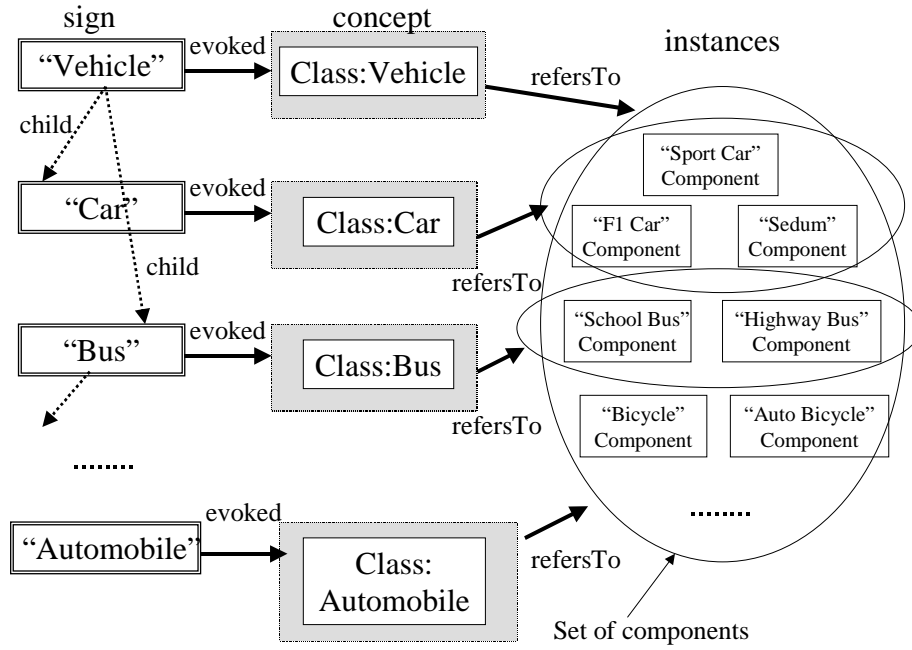 sign
concept
instances
“Vehicle”
evoked
Class:Vehicle
refersTo
child
“Sport Car”
Component
“Car”
evoked
Class:Car
“F1 Car”
Component
“Sedum”
Component
child
refersTo
“Bus”
evoked
Class:Bus
“School Bus”
Component
“Highway Bus”
Component
refersTo
“Bicycle”
Component
“Auto Bicycle”
Component
........
........
“Automobile”
evoked
Class:
Automobile
refersTo
Set of components